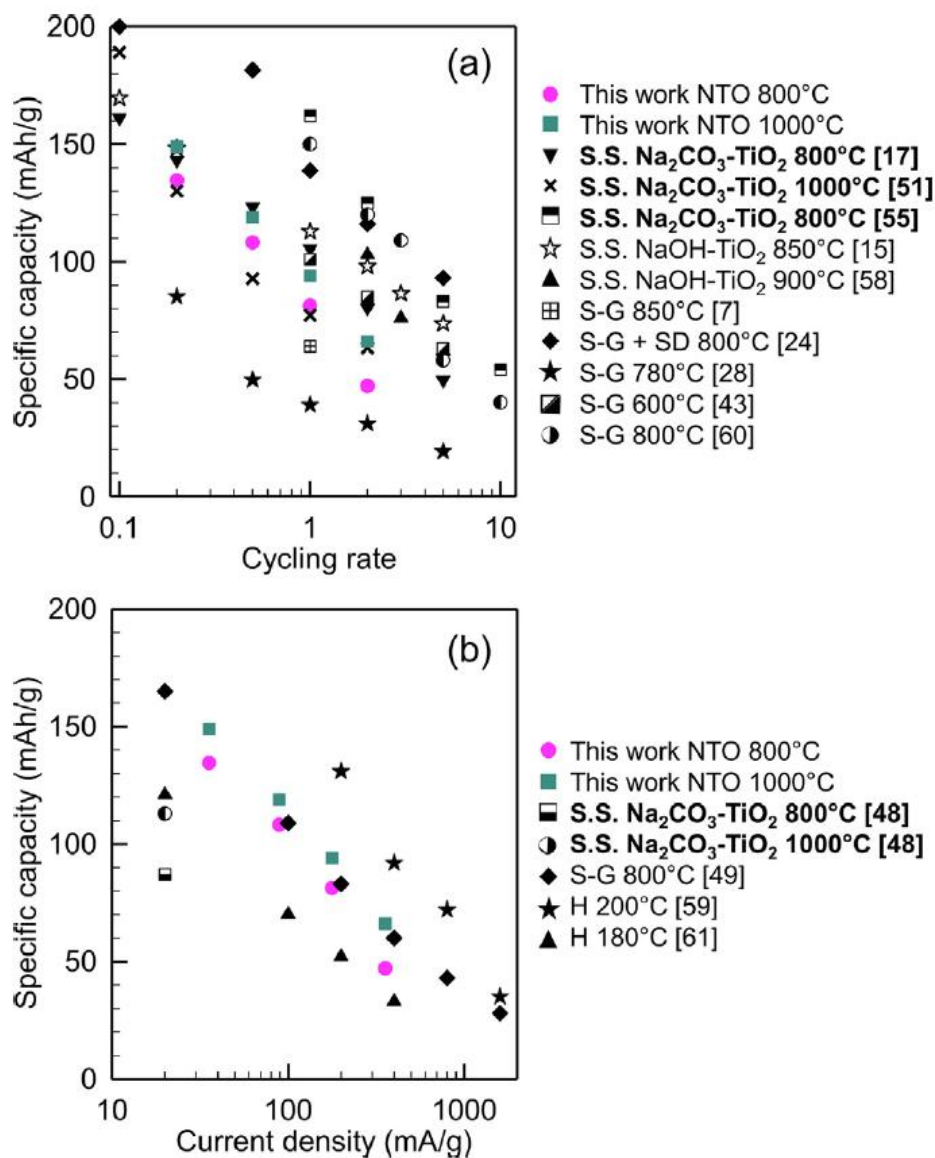 200
150
100
50
0
Specific capacity (mAh/g)
(a)
0.1
1
10
Cycling rate
This work NTO 800°C
This work NTO 1000°C
S.S. Na₂CO₃-TiO₂ 800°C [17]
S.S. Na₂CO₃-TiO₂ 1000°C [51]
S.S. Na₂CO₃-TiO₂ 800°C [55]
S.S. NaOH-TiO₂ 850°C [15]
S.S. NaOH-TiO₂ 900°C [58]
S-G 850°C [7]
S-G + SD 800°C [24]
S-G 780°C [28]
S-G 600°C [43]
S-G 800°C [60]
200
150
100
50
0
Specific capacity (mAh/g)
(b)
10
100
1000
Current density (mA/g)
This work NTO 800°C
This work NTO 1000°C
S.S. Na₂CO₃-TiO₂ 800°C [48]
S.S. Na₂CO₃-TiO₂ 1000°C [48]
S-G 800°C [49]
H 200°C [59]
H 180°C [61]